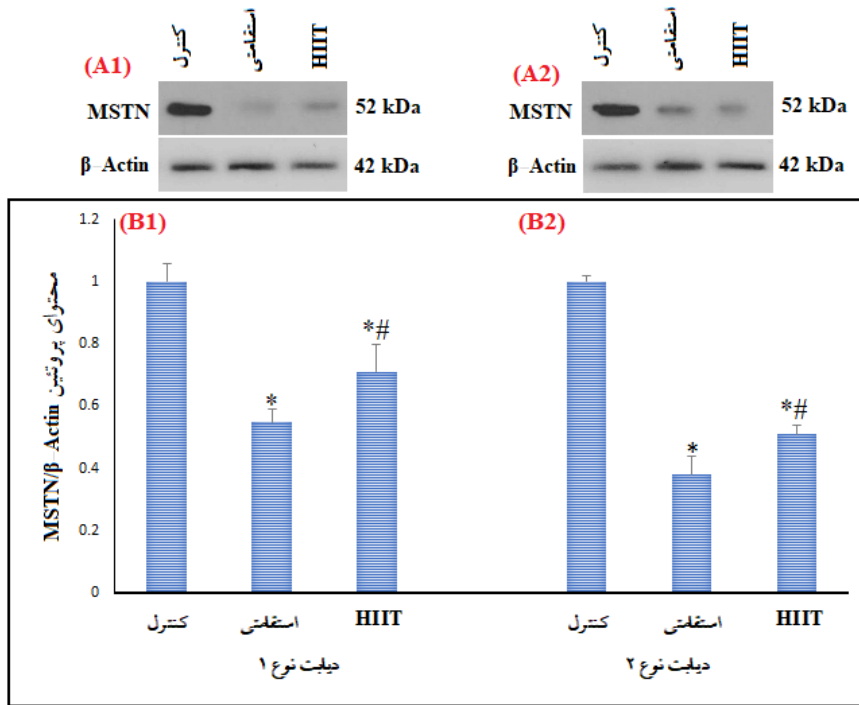 کنترل استقامتی HIIT
(A1)
MSTN 52 kDa
β-Actin 42 kDa
کنترل استقامتی HIIT
(A2)
MSTN 52 kDa
β-Actin 42 kDa
(B1)
(B2)
محتوای پروتئین MSTN/β-Actin
1.2
1
0.8
0.6
0.4
0.2
0
*
*#
*
*#
کنترل استقامتی HIIT
دیابت نوع ۱
کنترل استقامتی HIIT
دیابت نوع ۲